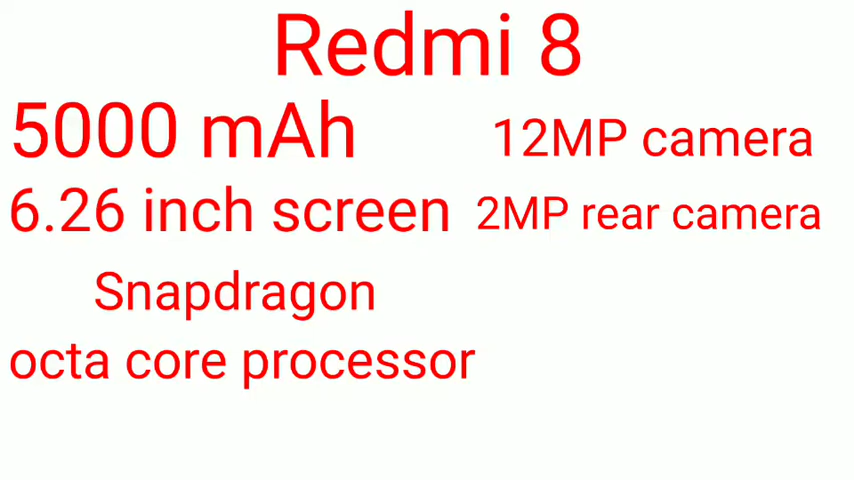 Redmi 8
5000 mAh
12MP camera
6.26 inch screen
2MP rear camera
Snapdragon
octa core processor